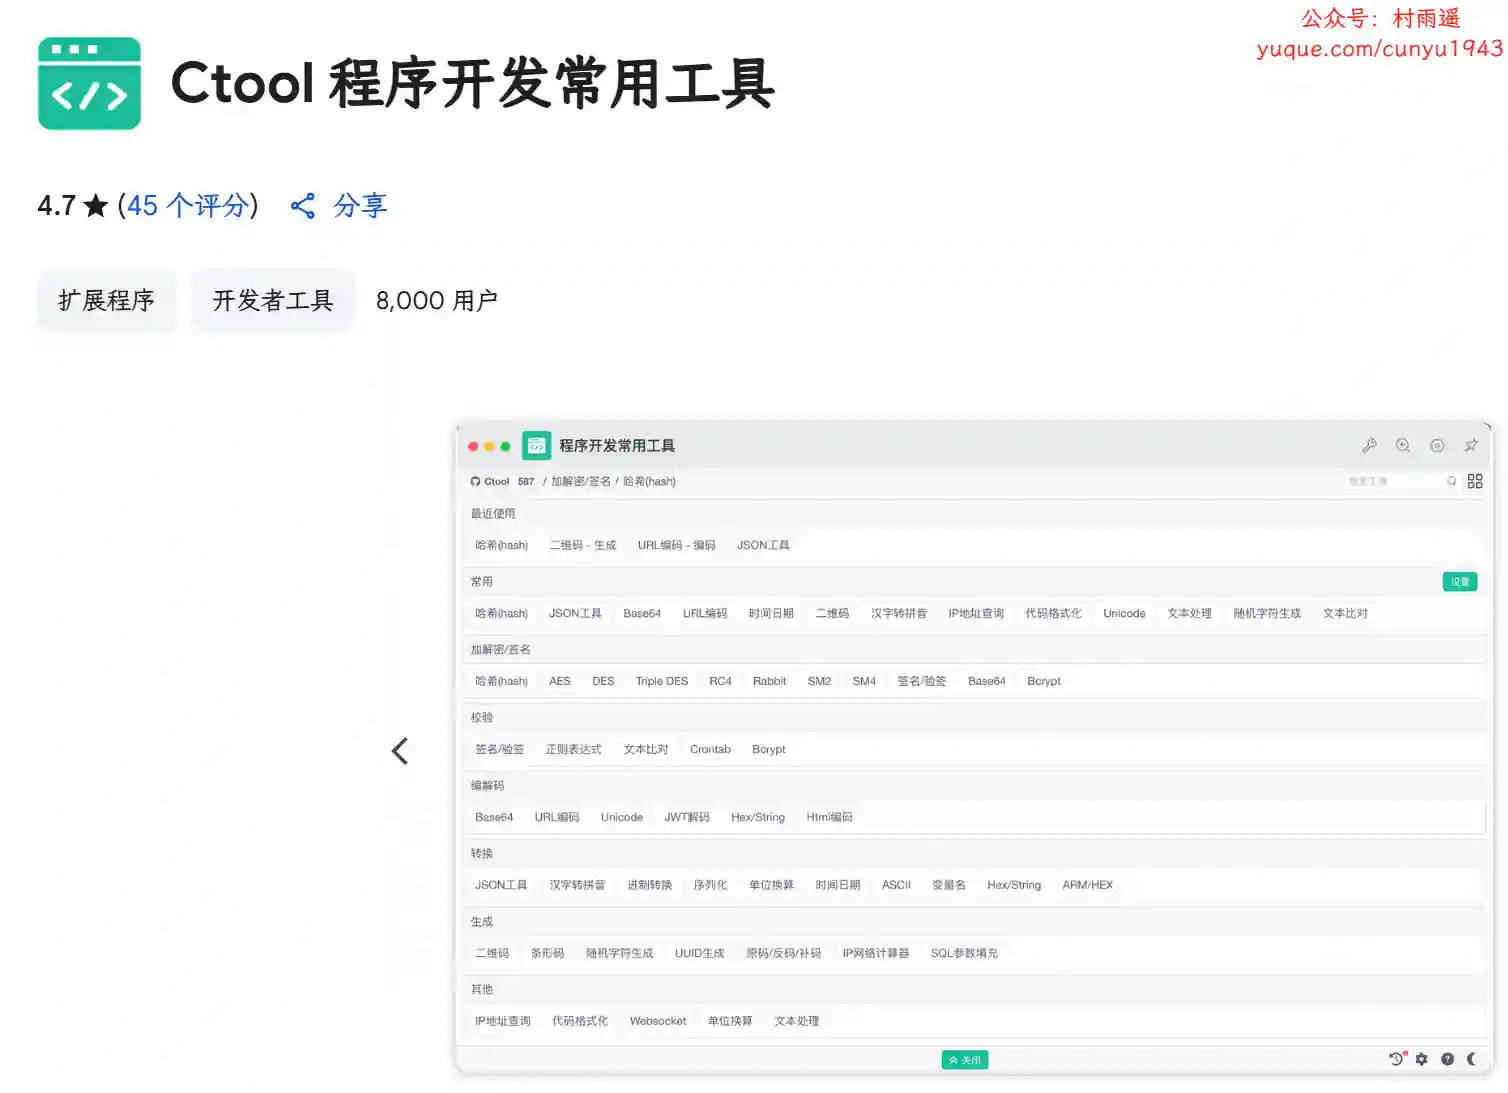 公众号：村雨遥
yuque.com/cunyu1943
Ctool 程序开发常用工具
4.7 ★ (45 个评分) 分享
扩展程序 开发者工具 8,000 用户
程序开发常用工具
Ctool 587 / 加解密/签名 / 哈希(hash)
最近使用
哈希(hash) 二维码 - 生成 URL编码 - 编码 JSON工具
常用 设置
哈希(hash) JSON工具 Base64 URL编码 时间日期 二维码 汉字转拼音 IP地址查询 代码格式化 Unicode 文本处理 随机字符生成 文本比对
加解密/签名
哈希(hash) AES DES Triple DES RC4 Rabbit SM2 SM4 签名/验签 Base64 Bcrypt
校验
签名/验签 正则表达式 文本比对 Crontab Bcrypt
编解码
Base64 URL编码 Unicode JWT解码 Hex/String Html编码
转换
JSON工具 汉字转拼音 进制转换 序列化 单位换算 时间日期 ASCII 变量名 Hex/String ARM/HEX
生成
二维码 条形码 随机字符生成 UUID生成 原码/反码/补码 IP网络计算器 SQL参数填充
其他
IP地址查询 代码格式化 Websocket 单位换算 文本处理
关闭